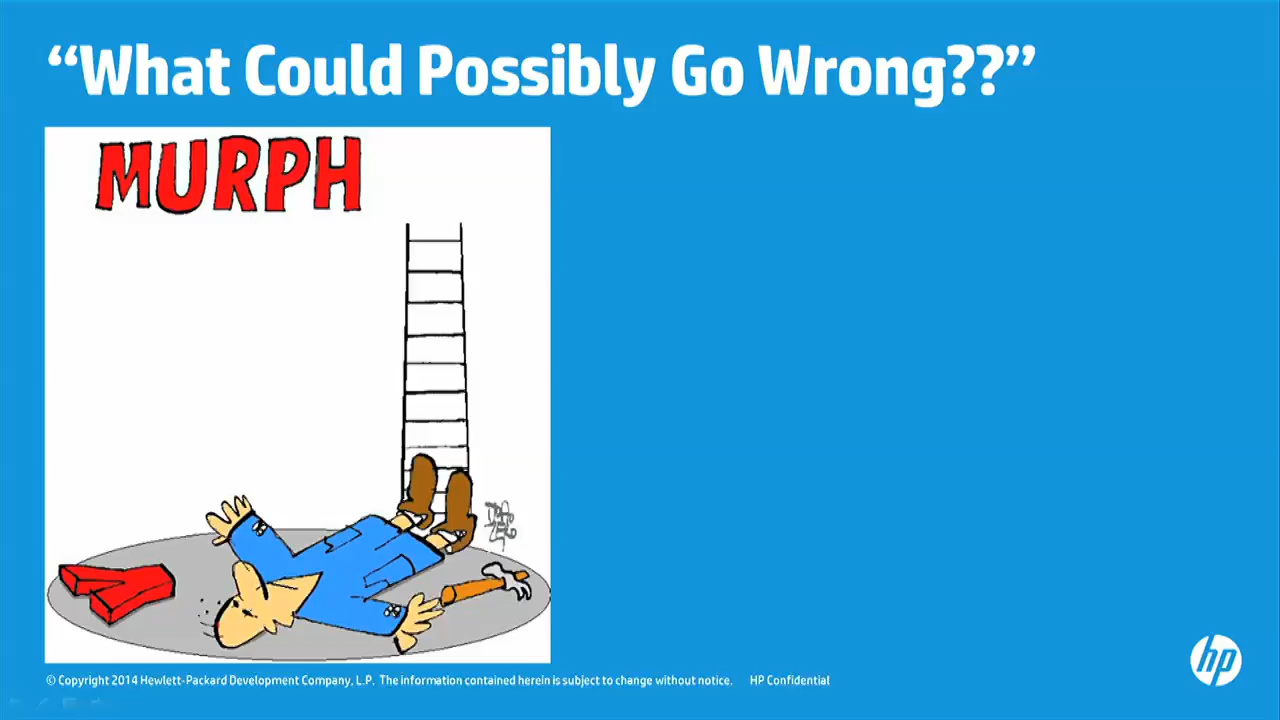 “What Could Possibly Go Wrong??”
MURPH
Y
© Copyright 2014 Hewlett-Packard Development Company, L.P. The information contained herein is subject to change without notice. HP Confidential
hp